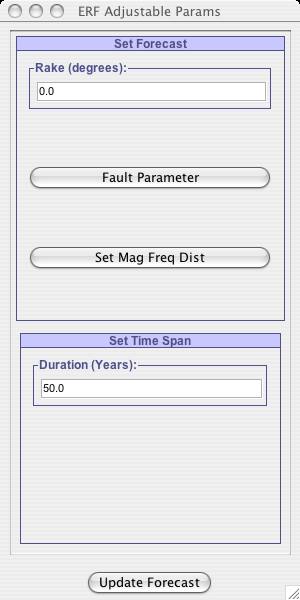 ERF Adjustable Params
Set Forecast
Rake (degrees):
0.0
Fault Parameter
Set Mag Freq Dist
Set Time Span
Duration (Years):
50.0
Update Forecast